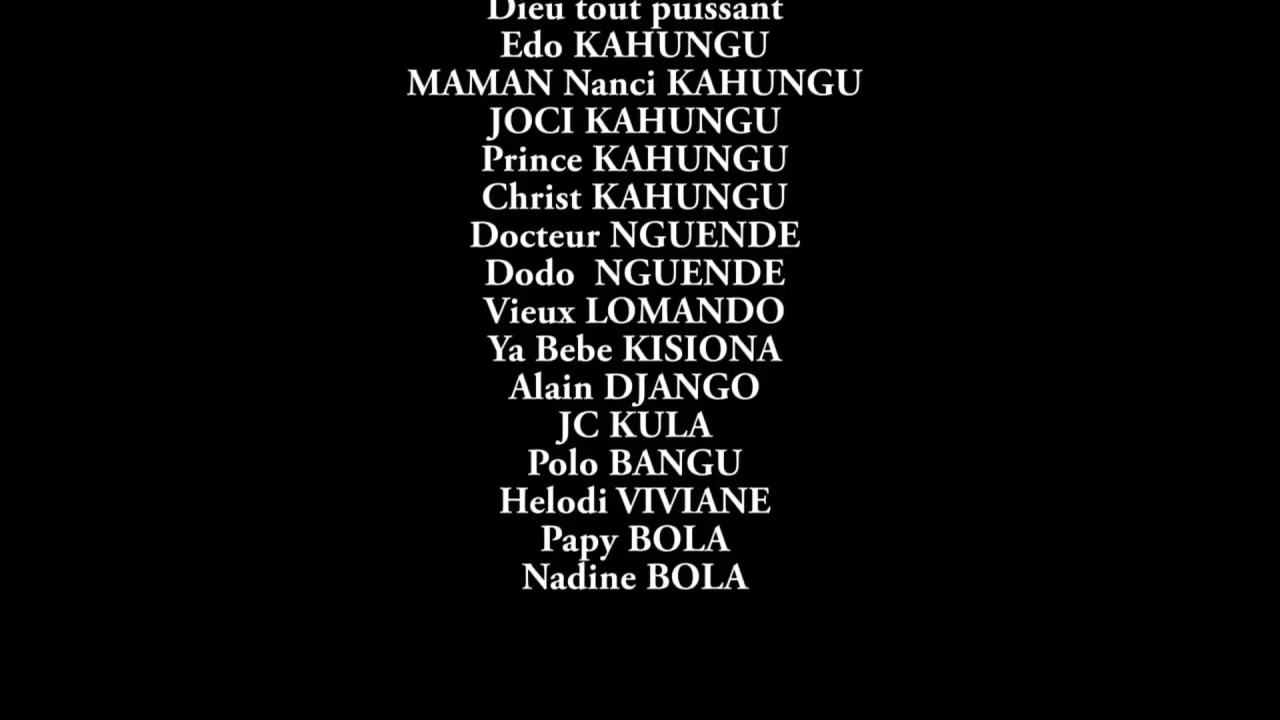 Dieu tout puissant
Edo KAHUNGU
MAMAN Nanci KAHUNGU
JOCI KAHUNGU
Prince KAHUNGU
Christ KAHUNGU
Docteur NGUENDE
Dodo  NGUENDE
Vieux LOMANDO
Ya Bebe KISIONA
Alain DJANGO
JC KULA
Polo BANGU
Helodi VIVIANE
Papy BOLA
Nadine BOLA